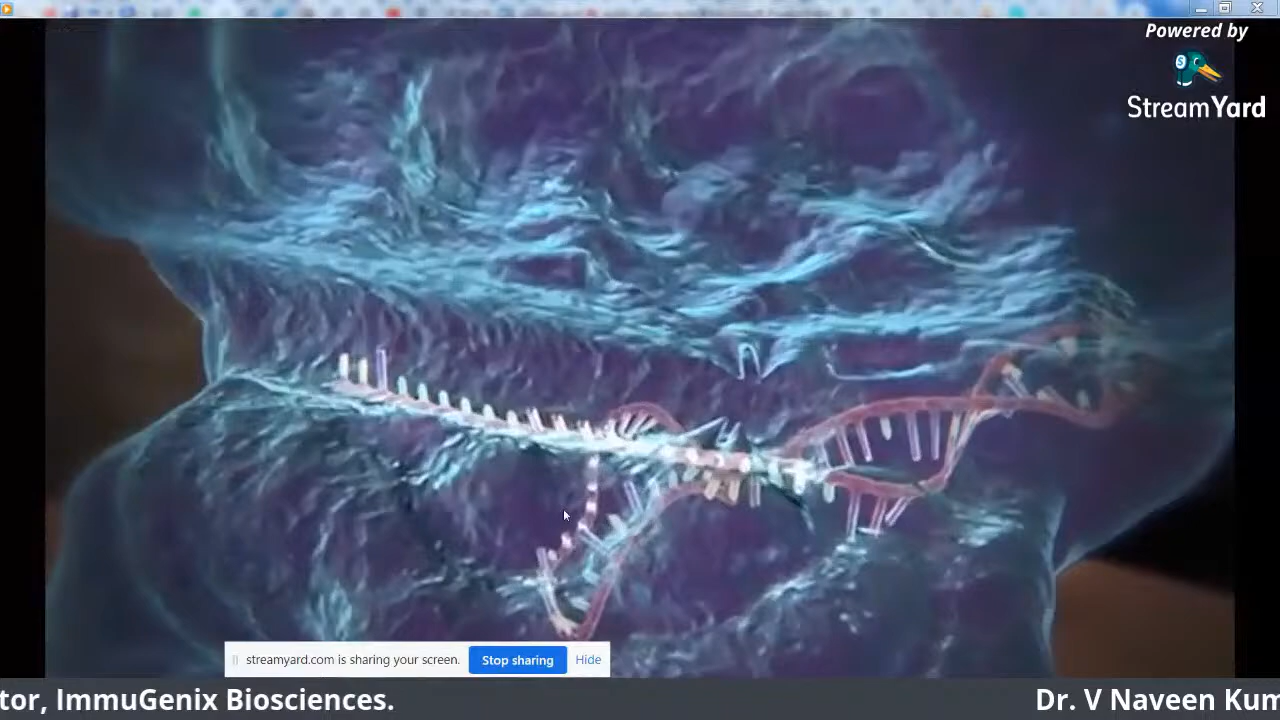 Powered by
StreamYard
streamyard.com is sharing your screen. Stop sharing Hide
tor, ImmuGenix Biosciences. Dr. V Naveen Kum